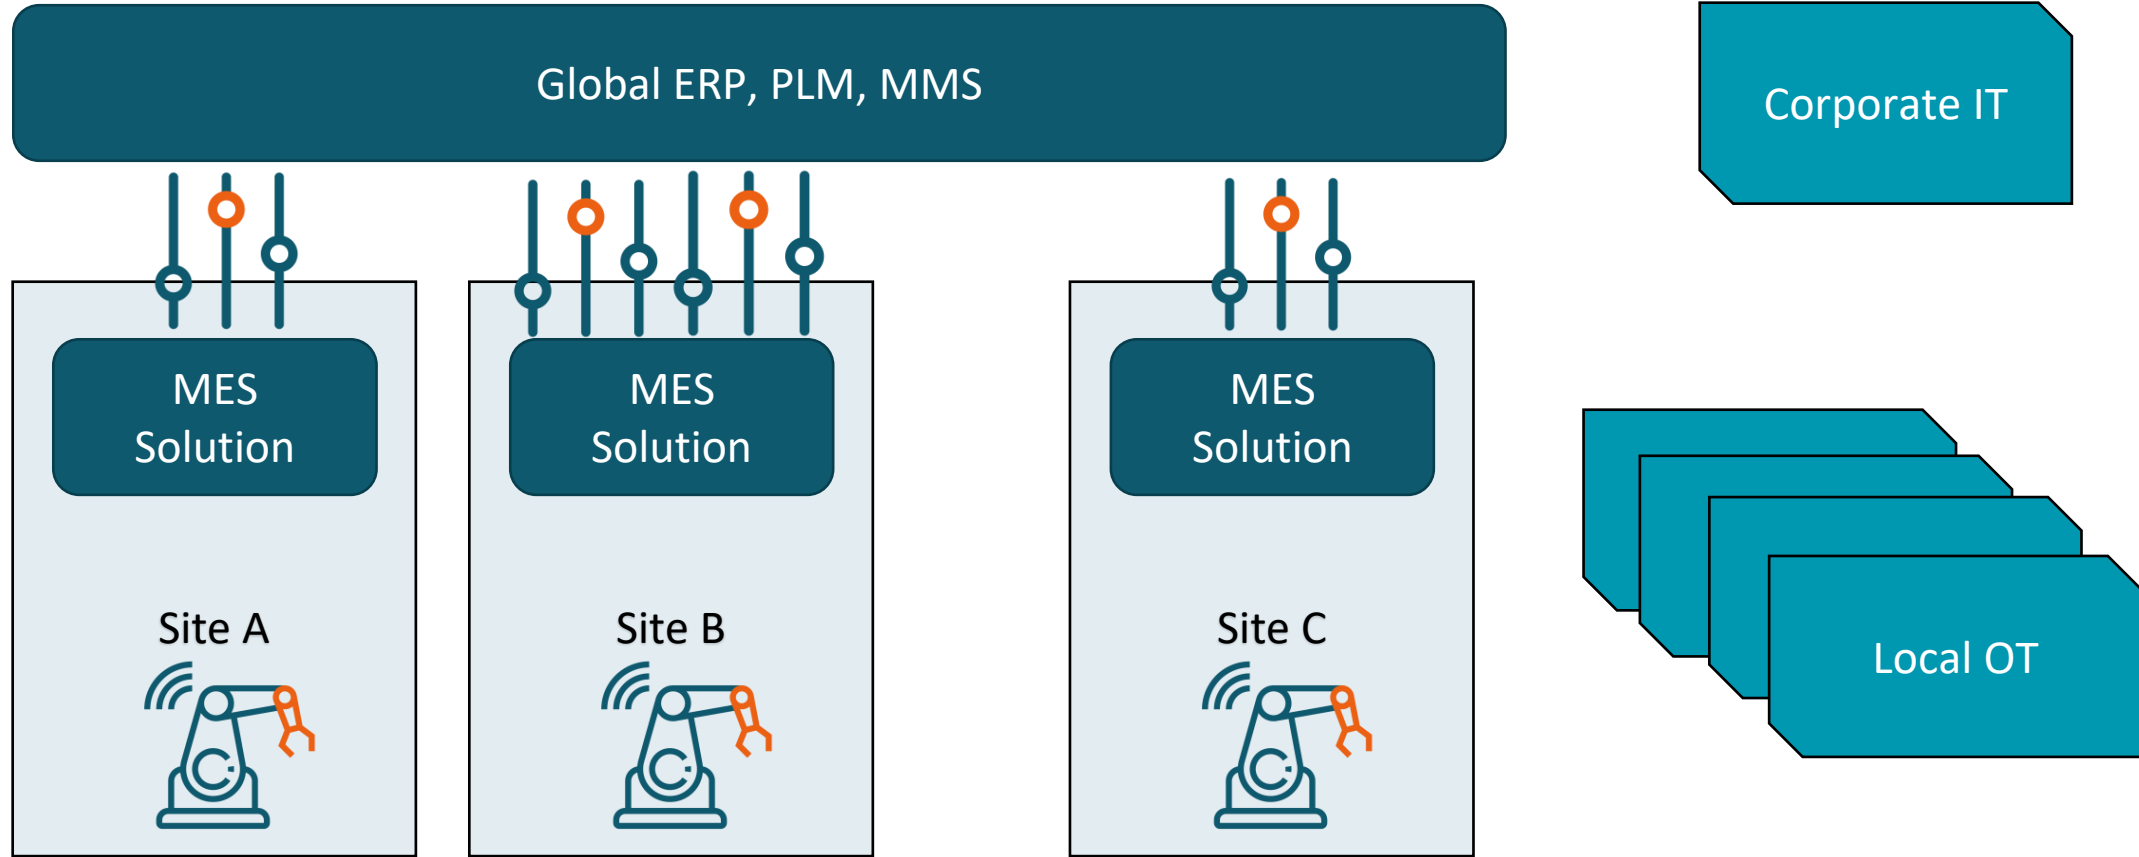 Global ERP, PLM, MMS
Corporate IT
MES
Solution
MES
Solution
MES
Solution
Site A
Site B
Site C
Local OT